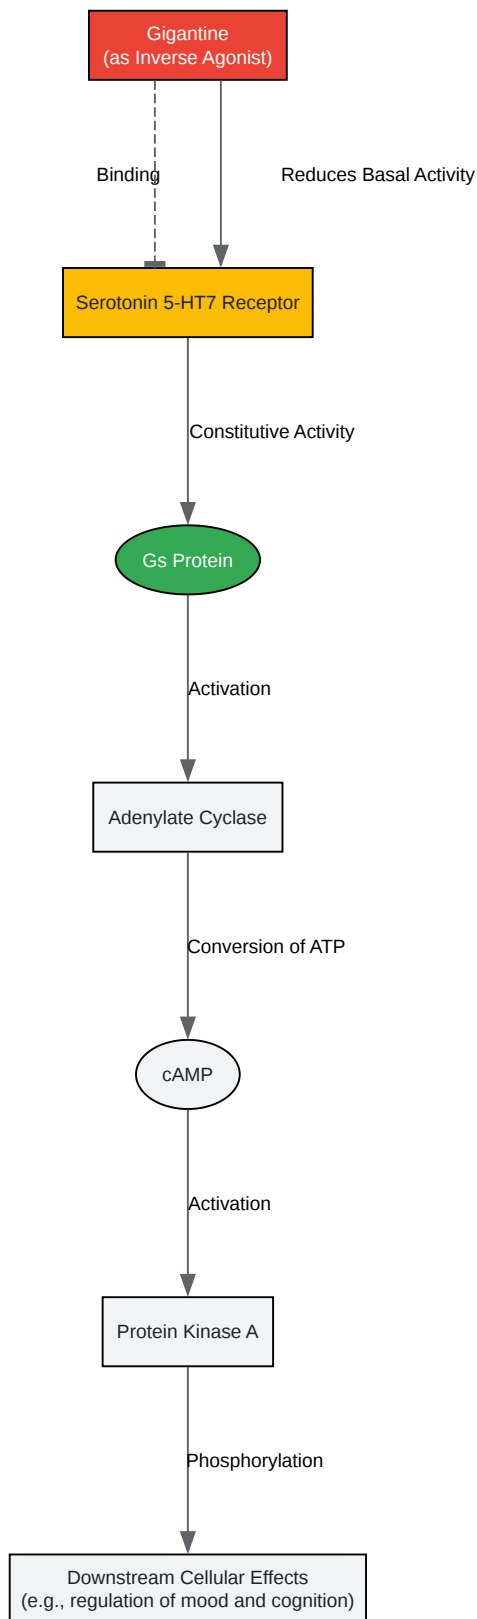 Gigantine
(as Inverse Agonist)
Binding
Reduces Basal Activity
Serotonin 5-HT7 Receptor
Constitutive Activity
Gs Protein
Activation
Adenylate Cyclase
Conversion of ATP
cAMP
Activation
Protein Kinase A
Phosphorylation
Downstream Cellular Effects
(e.g., regulation of mood and cognition)